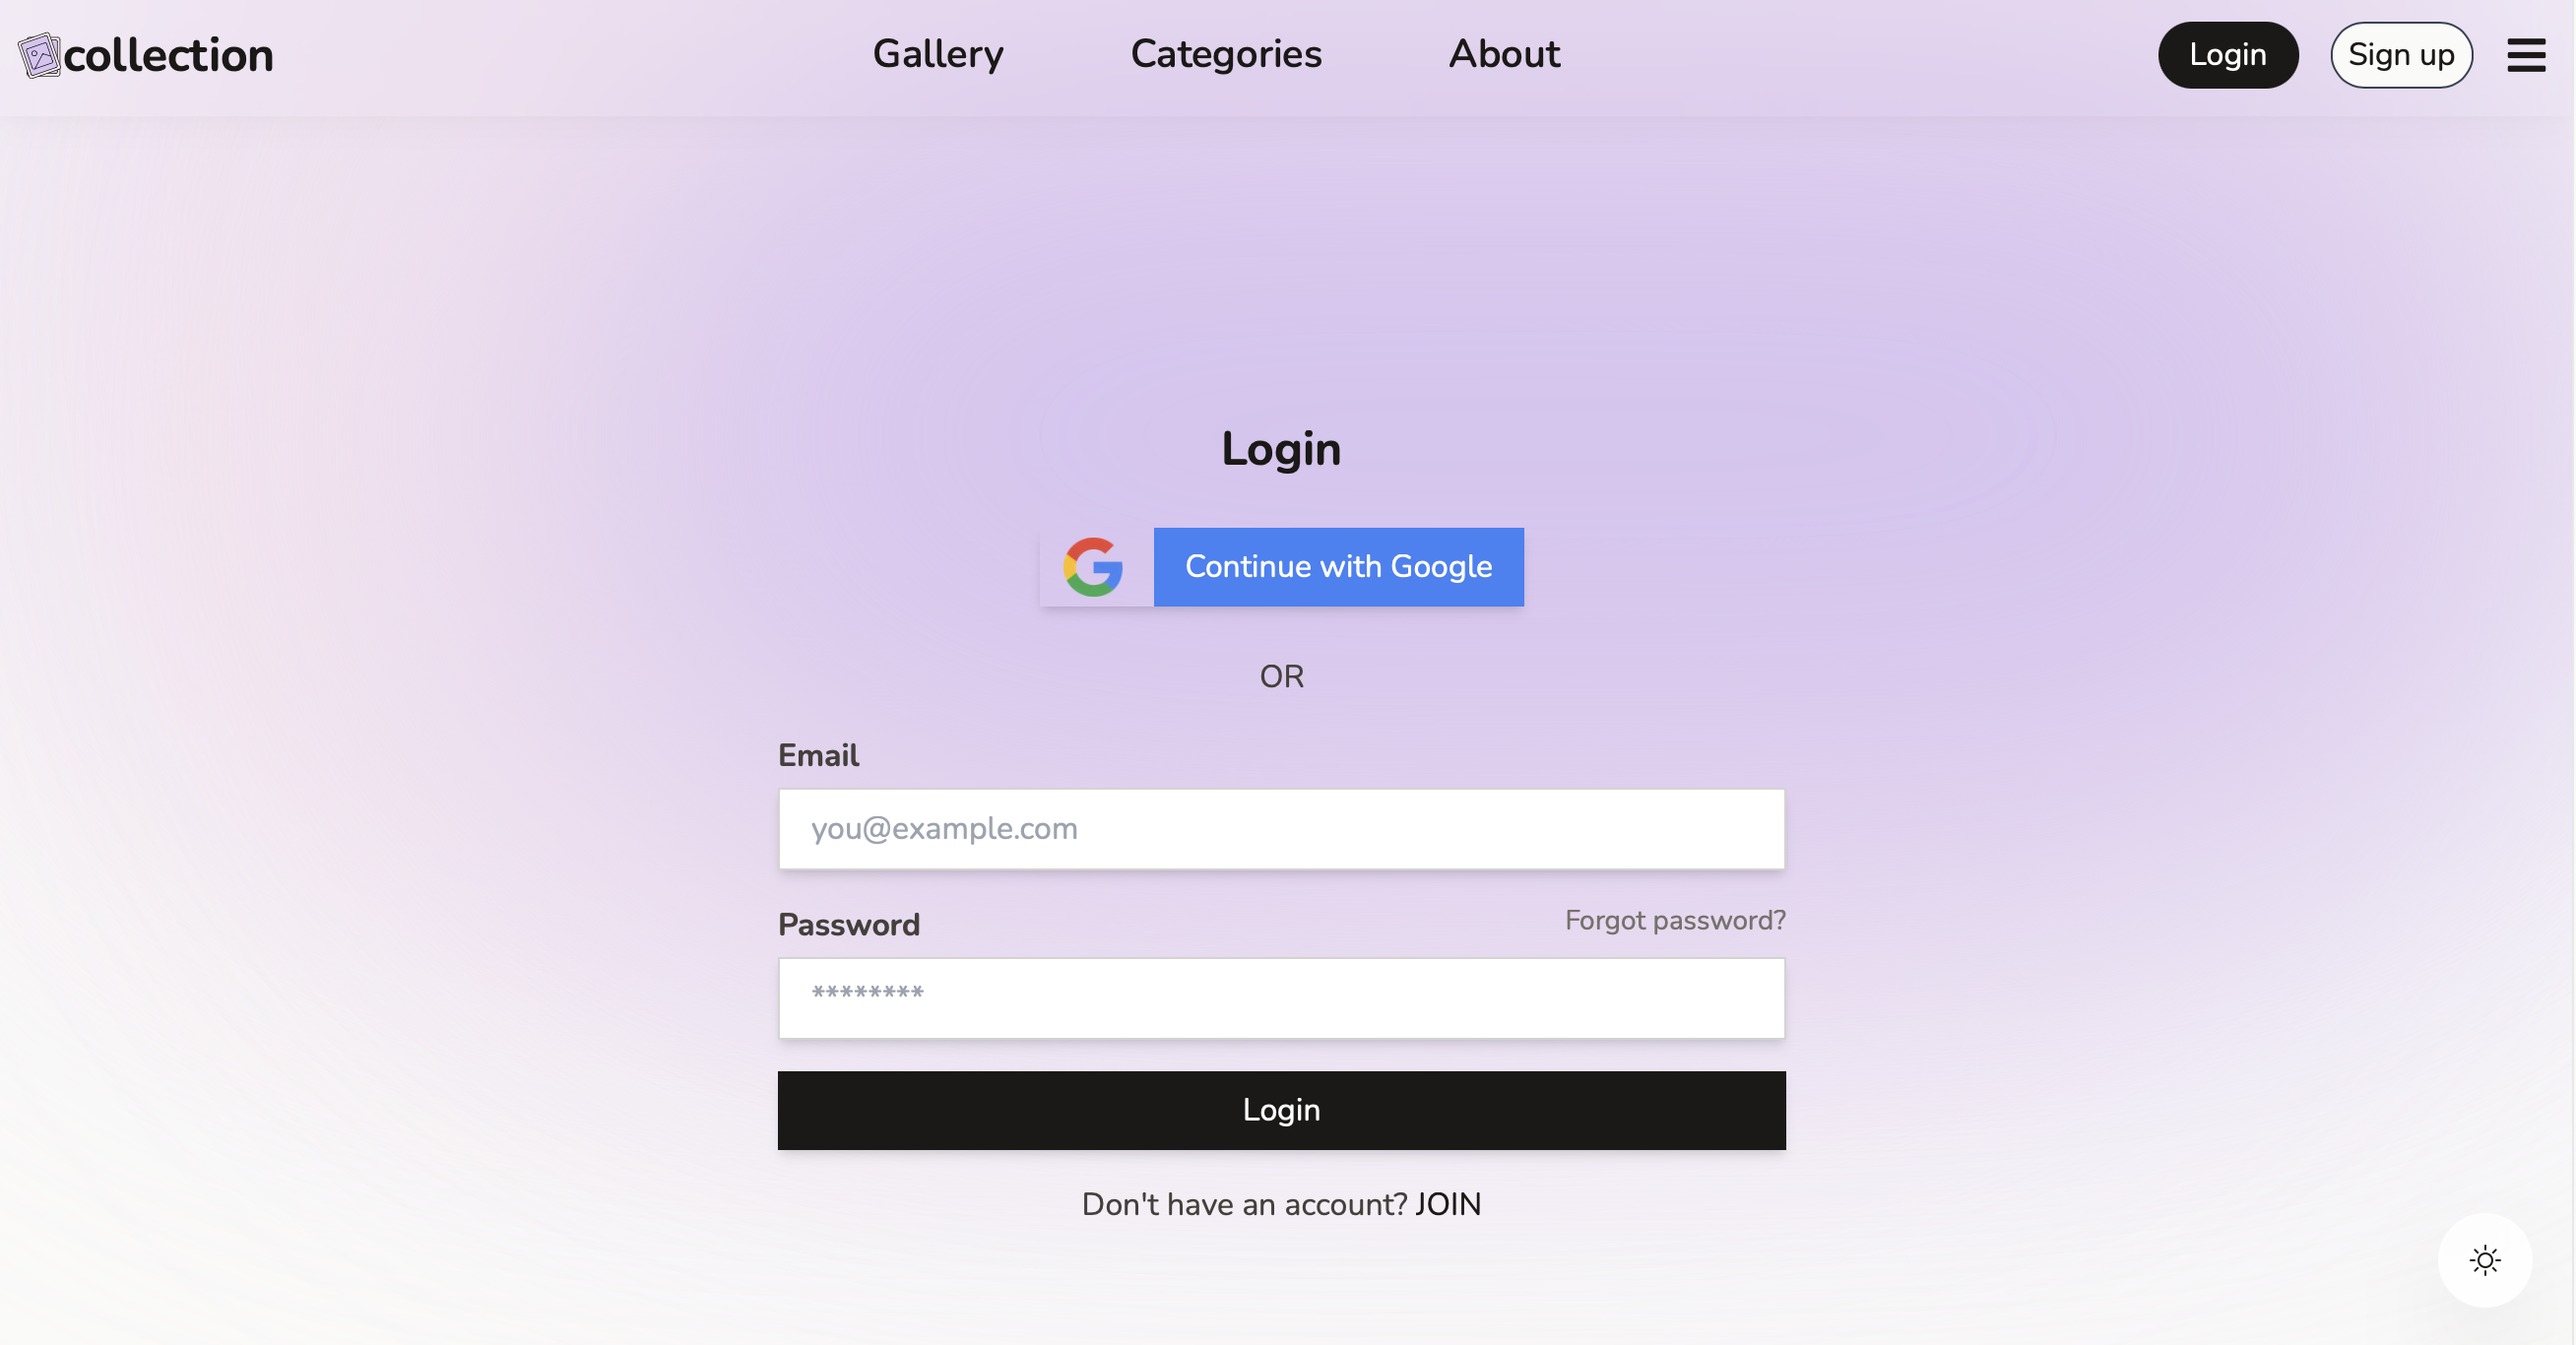 collection
Gallery
Categories
About
Login
Sign up
Login
Continue with Google
OR
Email
you@example.com
Password
Forgot password?
********
Login
Don't have an account? JOIN